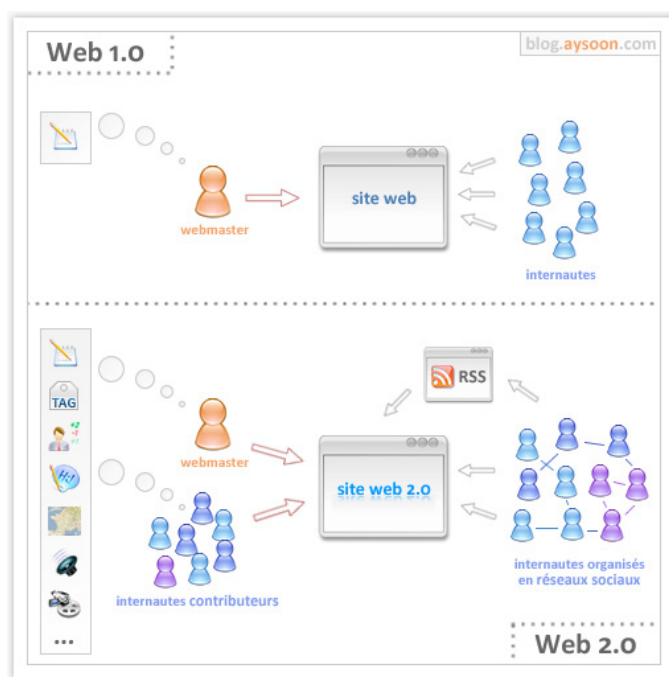 Web 1.0
blog.aysoon.com
site web
webmaster
internautes
RSS
TAG
webmaster
Hi!
site web 2.0
internautes contributeurs
internautes organisés
en réseaux sociaux
...
Web 2.0